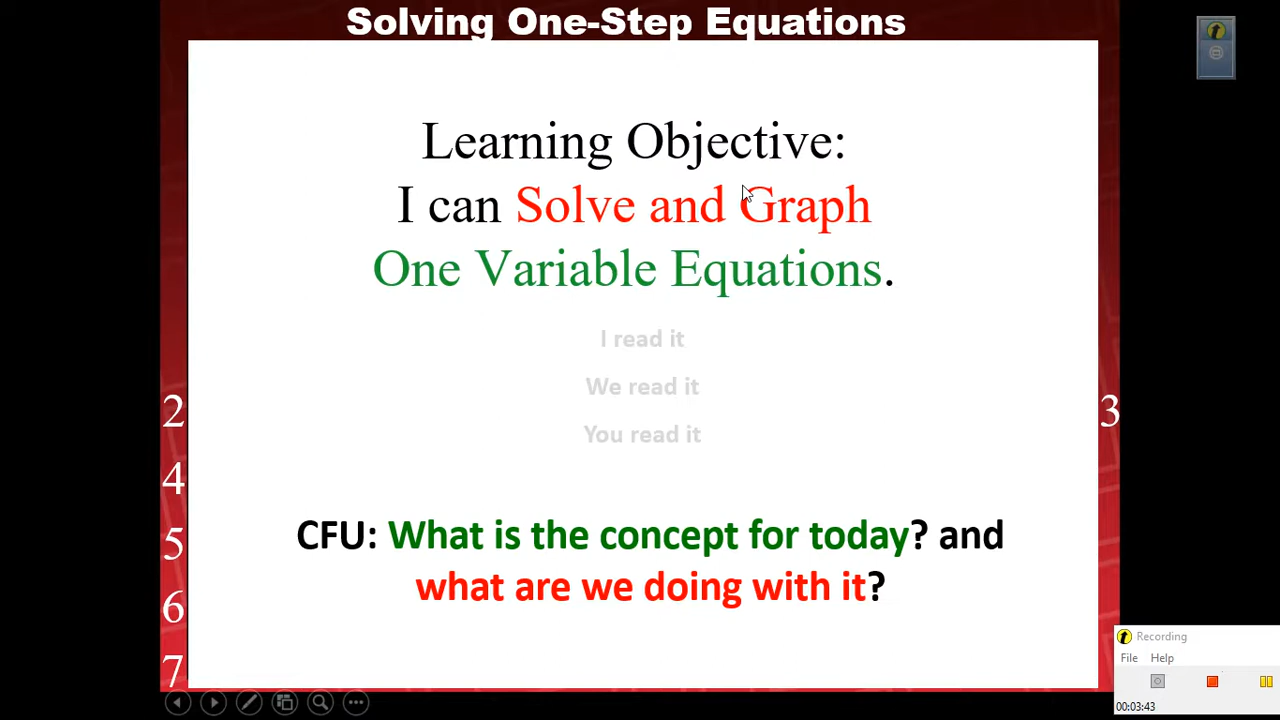 Solving One-Step Equations
Learning Objective:
I can Solve and Graph
One Variable Equations.
I read it
We read it
You read it
2
3
4
5
6
7
CFU: What is the concept for today? and
what are we doing with it?
Recording
File Help
00:03:43